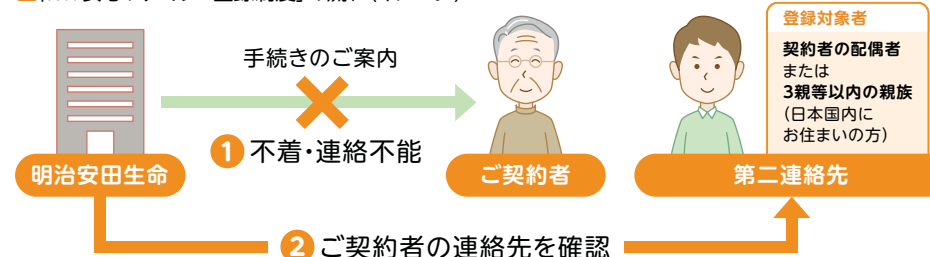 登録対象者
契約者の配偶者
または
3親等以内の親族
(日本国内に
お住まいの方)
手続きのご案内
1 不着・連絡不能
明治安田生命
ご契約者
第二連絡先
2 ご契約者の連絡先を確認